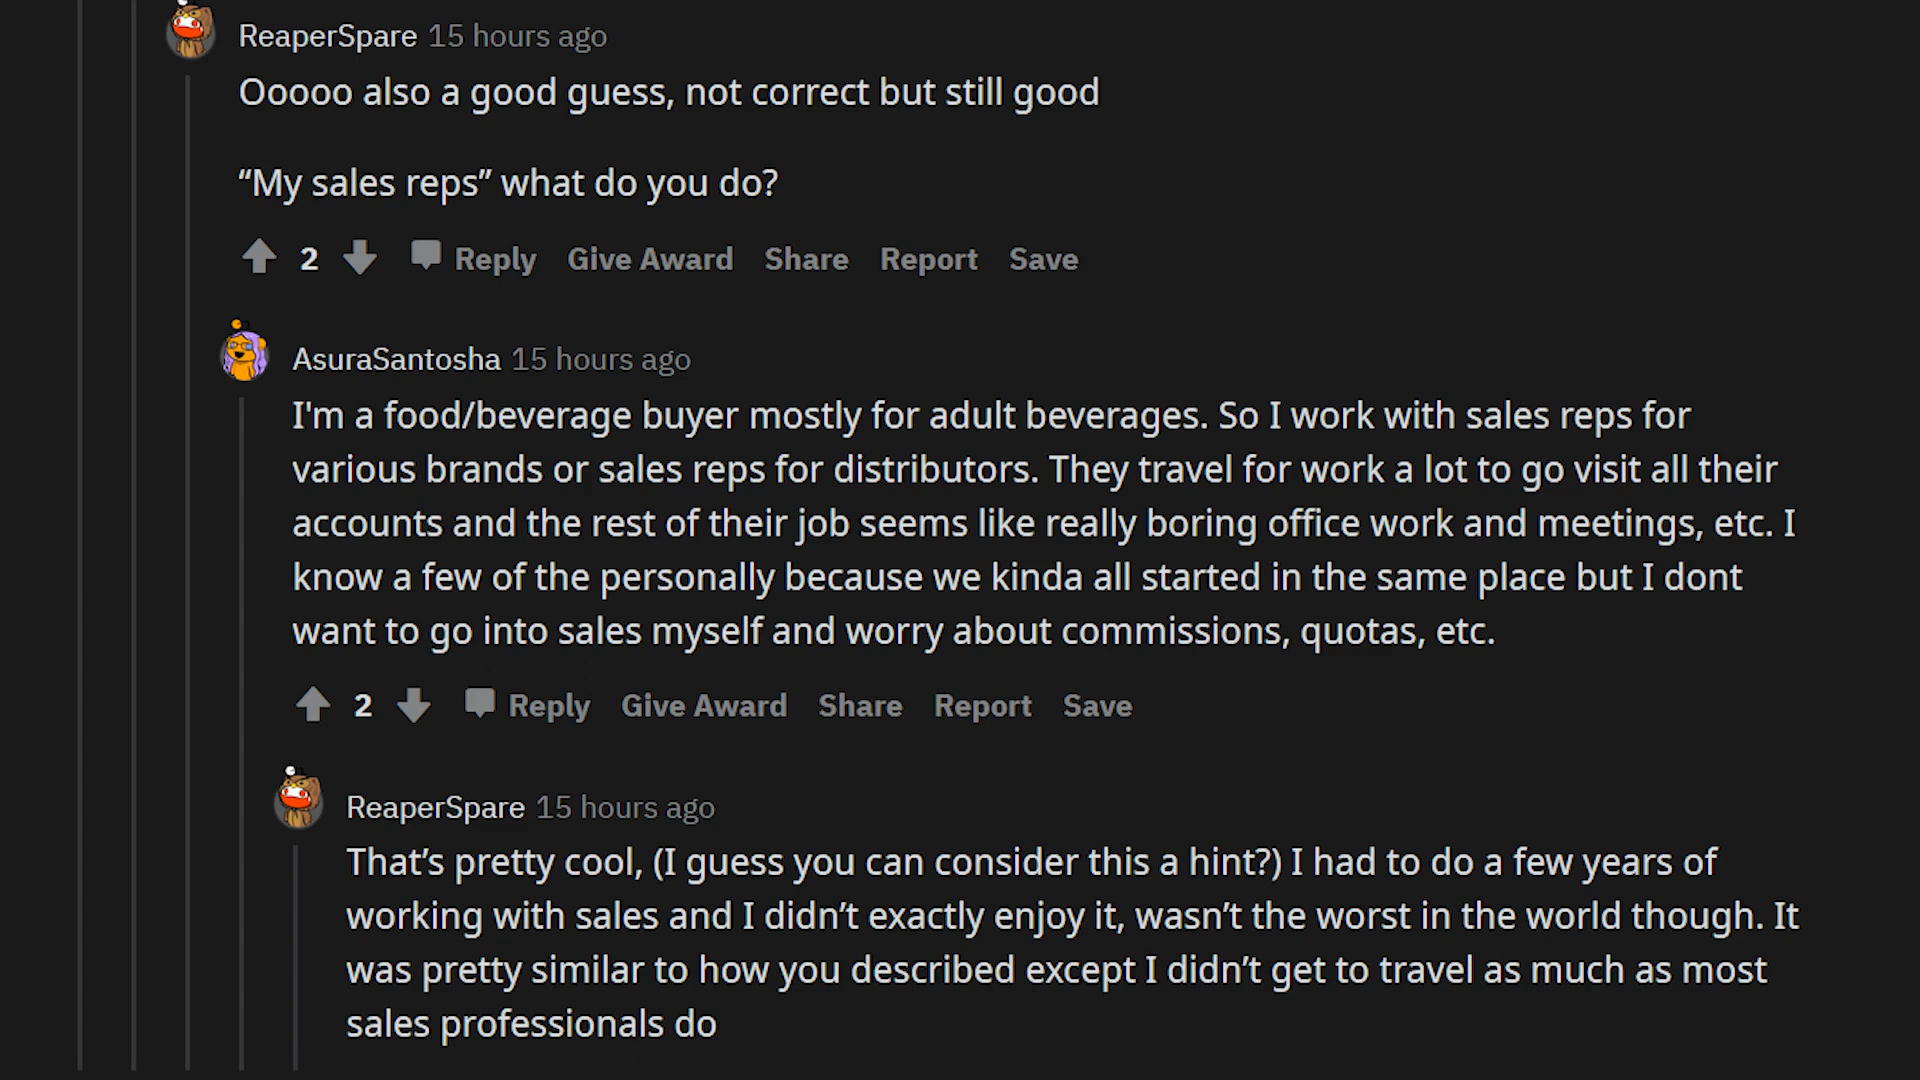 ReaperSpare 15 hours ago
Ooooo also a good guess, not correct but still good
“My sales reps” what do you do?
2 Reply Give Award Share Report Save
AsuraSantosha 15 hours ago
I'm a food/beverage buyer mostly for adult beverages. So I work with sales reps for
various brands or sales reps for distributors. They travel for work a lot to go visit all their
accounts and the rest of their job seems like really boring office work and meetings, etc. I
know a few of the personally because we kinda all started in the same place but I dont
want to go into sales myself and worry about commissions, quotas, etc.
2 Reply Give Award Share Report Save
ReaperSpare 15 hours ago
That’s pretty cool, (I guess you can consider this a hint?) I had to do a few years of
working with sales and I didn’t exactly enjoy it, wasn’t the worst in the world though. It
was pretty similar to how you described except I didn’t get to travel as much as most
sales professionals do